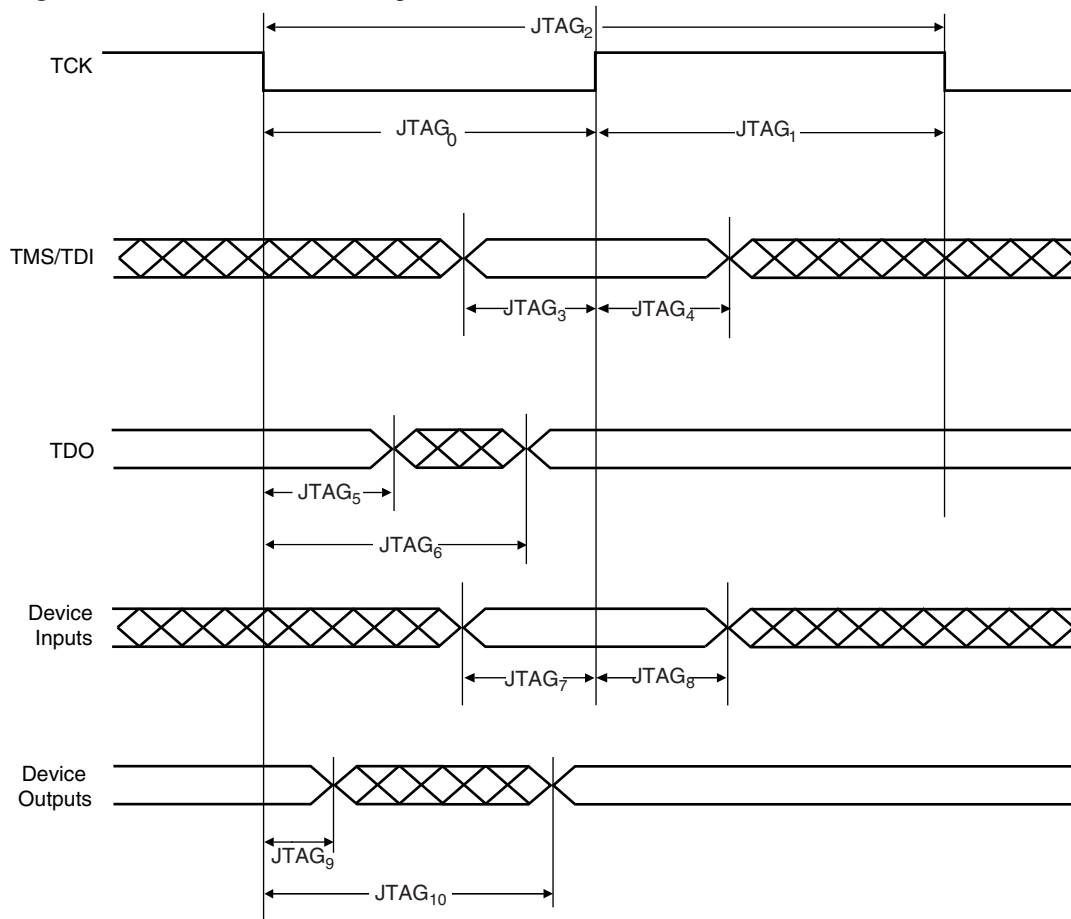 JTAG₂
TCK
JTAG₀
JTAG₁
TMS/TDI
JTAG₃
JTAG₄
TDO
JTAG₅
JTAG₆
Device
Inputs
JTAG₇
JTAG₈
Device
Outputs
JTAG₉
JTAG₁₀